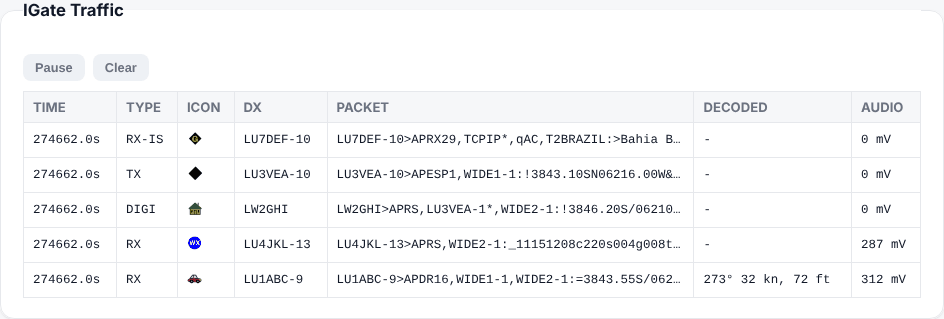 IGate Traffic
Pause Clear
TIME TYPE ICON DX PACKET DECODED AUDIO
274662.0s RX-IS LU7DEF-10 LU7DEF-10>APRX29,TCPIP*,qAC,T2BRAZIL:>Bahia B… - 0 mV
274662.0s TX LU3VEA-10 LU3VEA-10>APESP1,WIDE1-1:!3843.10SN06216.00W&… - 0 mV
274662.0s DIGI LW2GHI LW2GHI>APRS,LU3VEA-1*,WIDE2-1:!3846.20S/06210… - 0 mV
274662.0s RX WX LU4JKL-13 LU4JKL-13>APRS,WIDE2-1:_11151208c220s004g008t… - 287 mV
274662.0s RX LU1ABC-9 LU1ABC-9>APDR16,WIDE1-1,WIDE2-1:=3843.55S/062… 273° 32 kn, 72 ft 312 mV